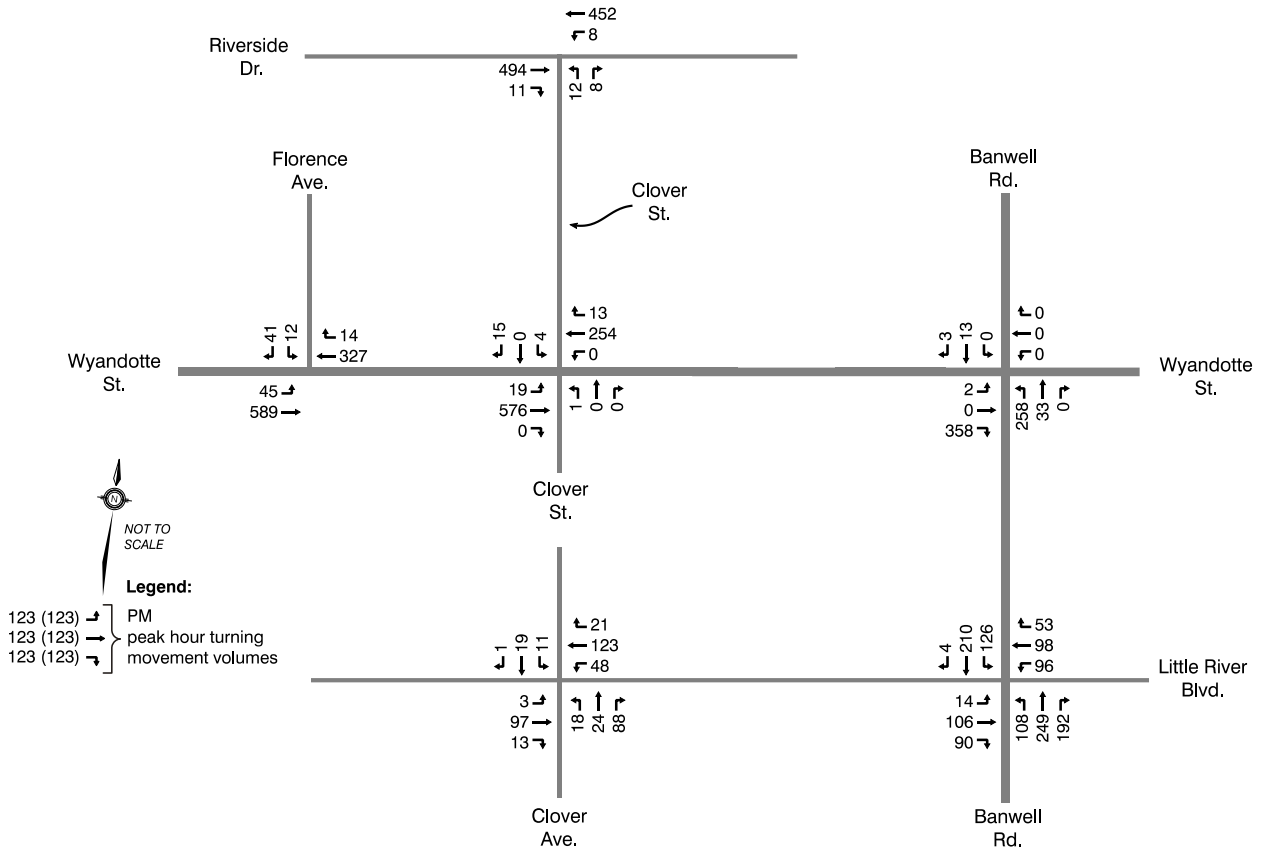 452
8
Riverside
Dr.
494
11
12
8
Florence
Ave.
Clover
St.
Banwell
Rd.
41
12
14
327
15
0
4
13
254
0
3
13
0
0
0
0
Wyandotte
St.
Wyandotte
St.
45
589
19
576
0
1
0
0
2
0
358
258
33
0
N
NOT TO
SCALE
Clover
St.
Legend:
123 (123)
123 (123)
123 (123)
PM
peak hour turning
movement volumes
1
19
11
21
123
48
4
210
126
53
98
96
Little River
Blvd.
3
97
13
18
24
88
14
106
90
108
249
192
Clover
Ave.
Banwell
Rd.